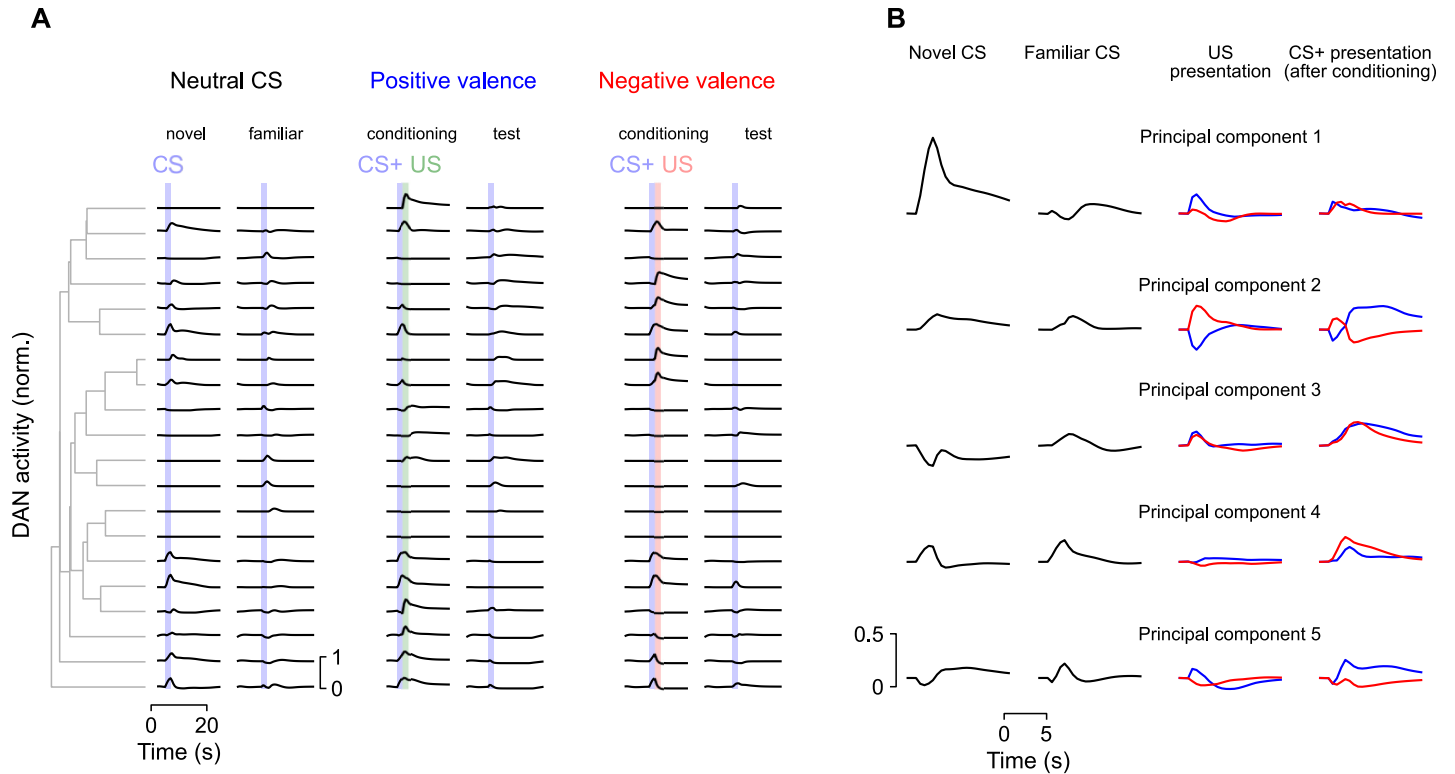 A
Neutral CS
Positive valence
Negative valence
novel
familiar
conditioning
test
conditioning
test
CS
CS+ US
CS+ US
DAN activity (norm.)
1
0
0
20
Time (s)
B
Novel CS
Familiar CS
US
presentation
CS+ presentation
(after conditioning)
Principal component 1
Principal component 2
Principal component 3
Principal component 4
Principal component 5
0.5
0
0
5
Time (s)